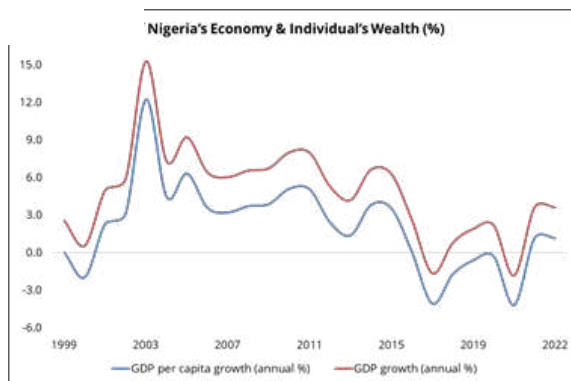 Nigeria's Economy & Individual's Wealth (%)
15.0
12.0
9.0
6.0
3.0
0.0
-3.0
-6.0
1999 2003 2007 2011 2015 2019 2022
GDP per capita growth (annual %) GDP growth (annual %)